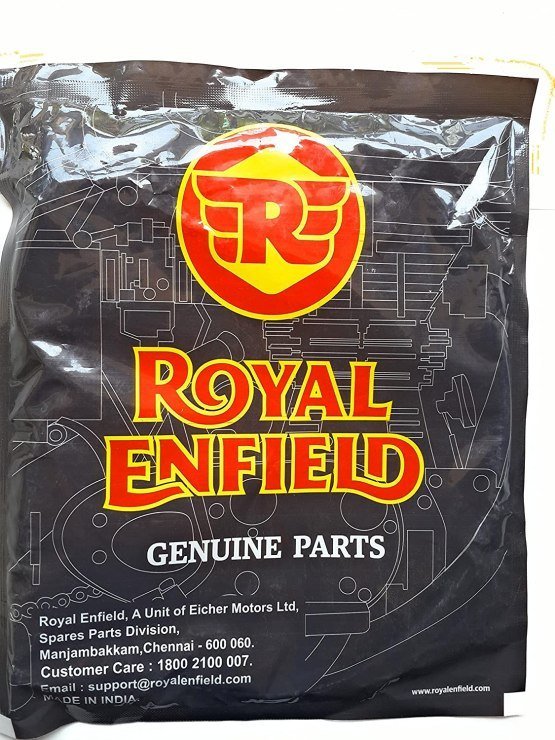 R
ROYAL
ENFIELD
GENUINE PARTS
Royal Enfield, A Unit of Eicher Motors Ltd,
Spares Parts Division,
Manjambakkam,Chennai - 600 060.
Customer Care : 1800 2100 007.
Email : support@royalenfield.com
MADE IN INDIA.
www.royalenfield.com